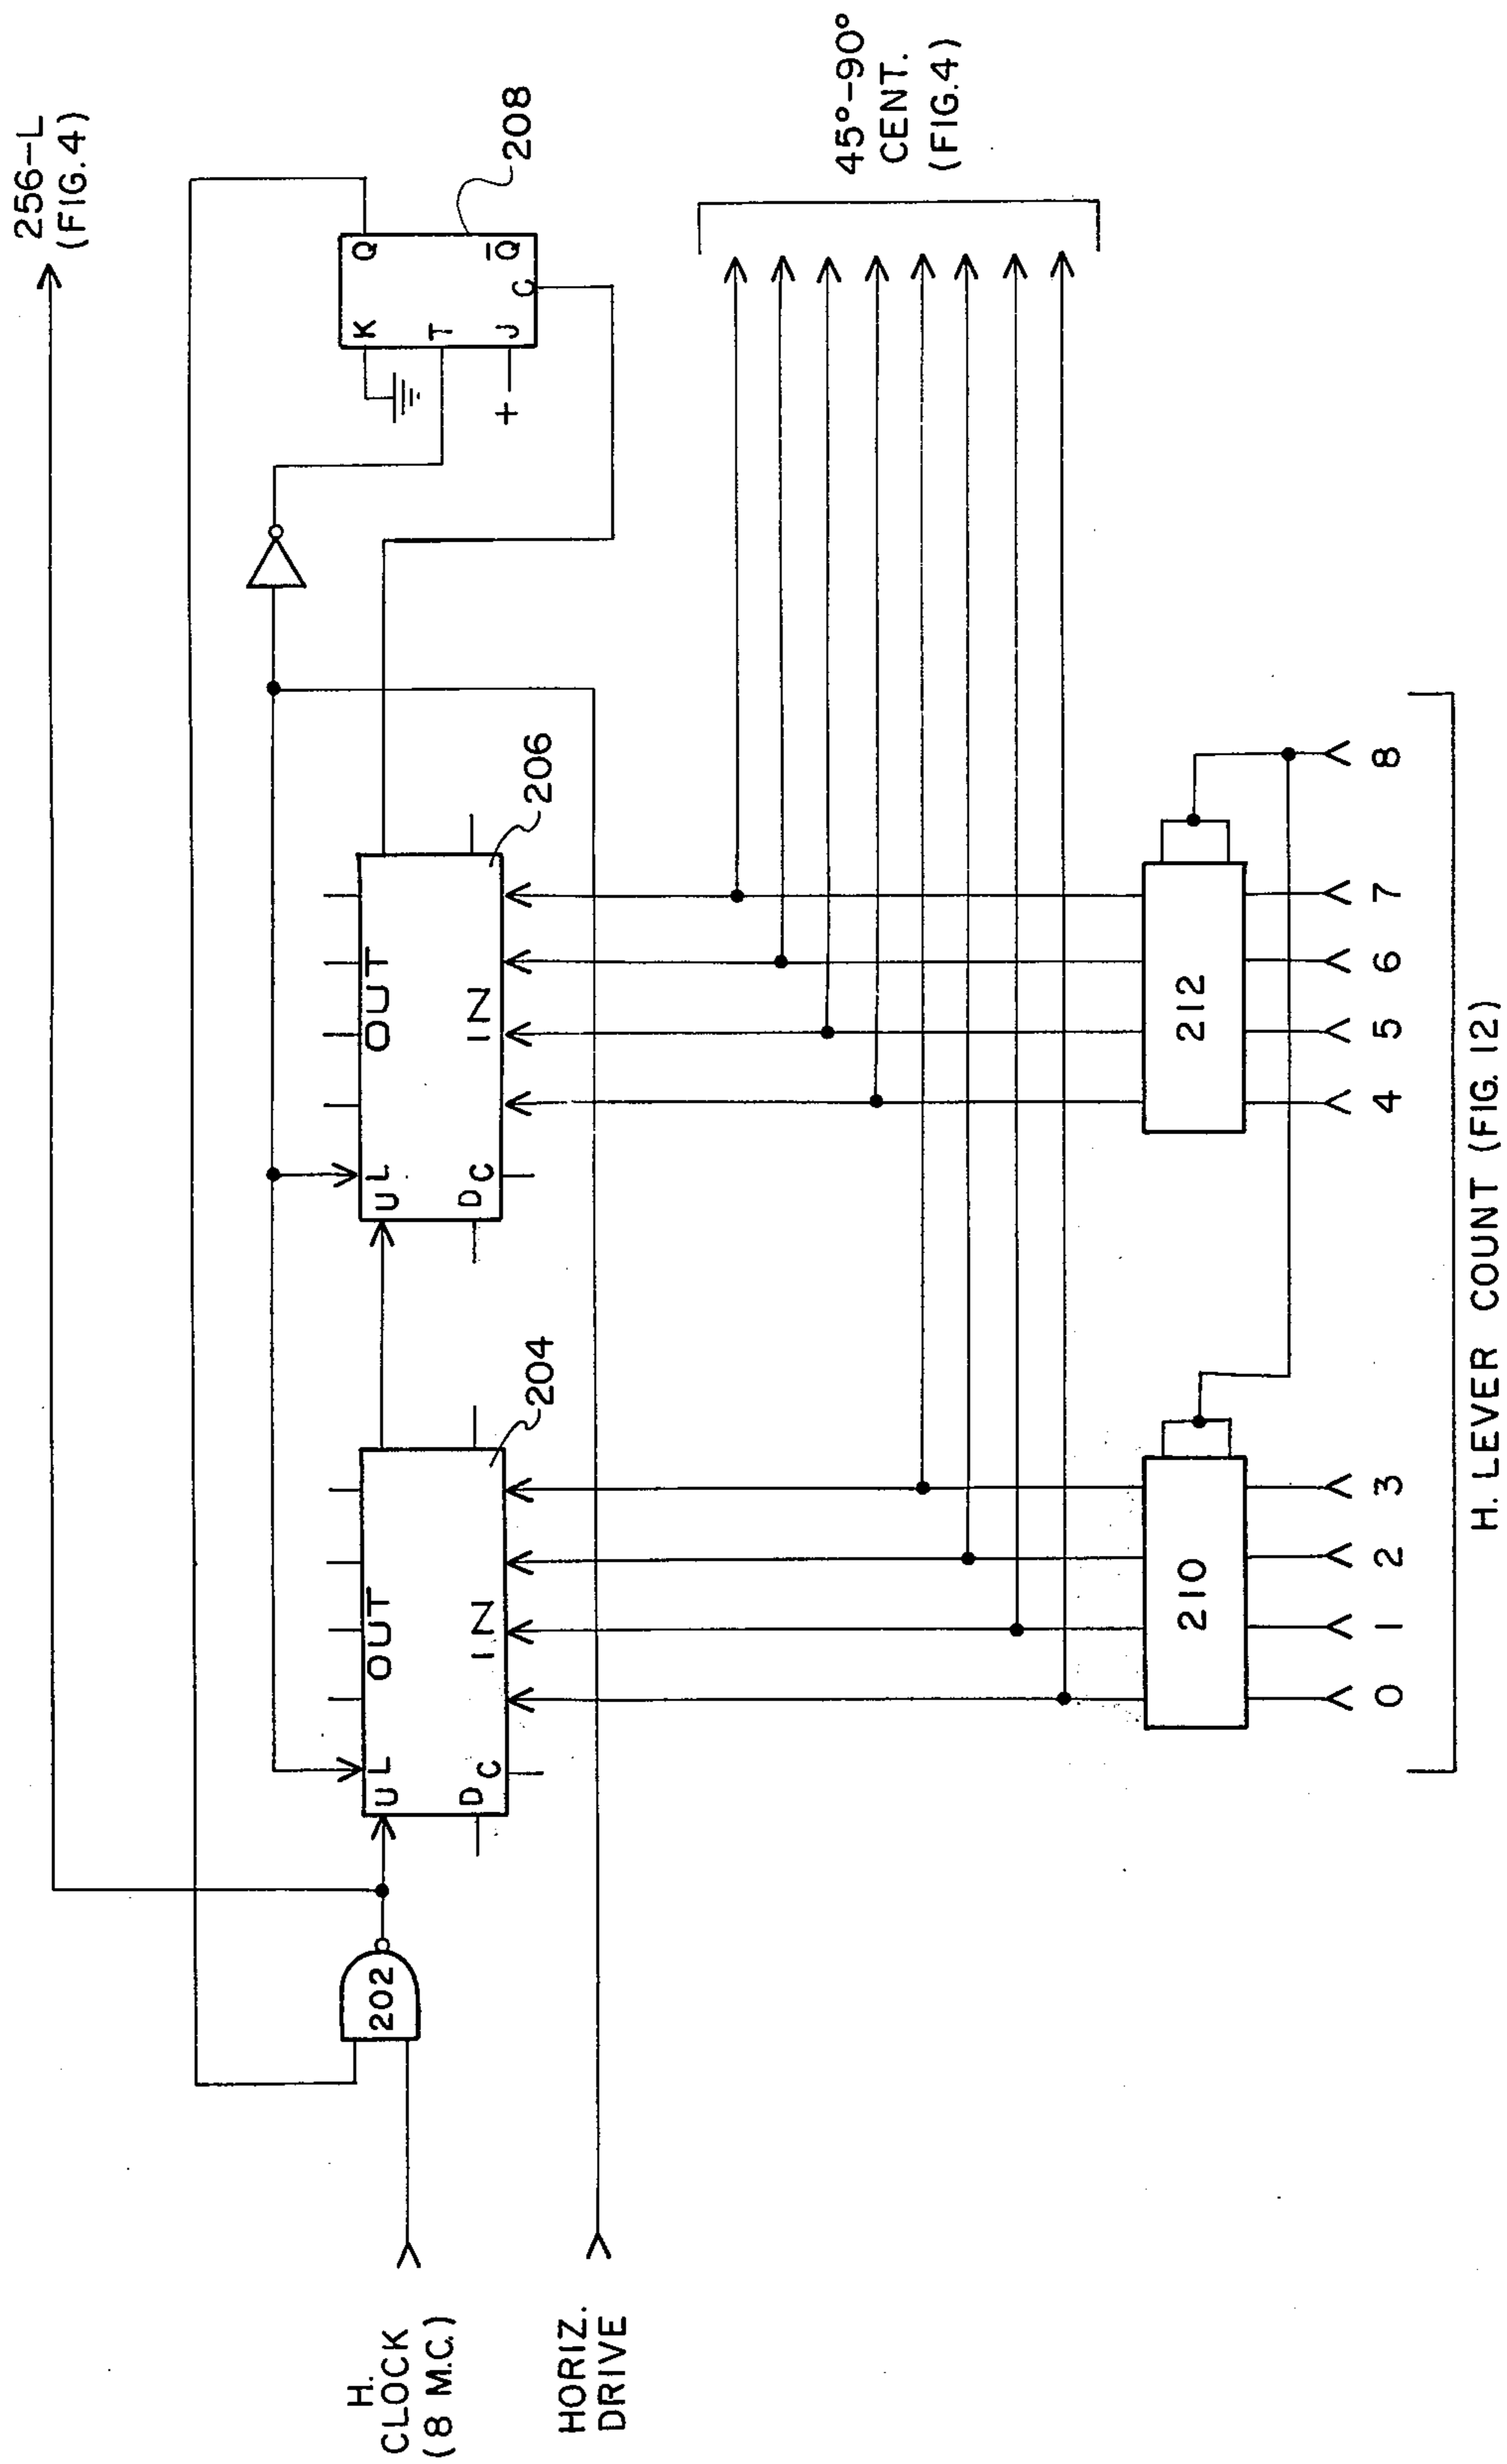 256-L
(FIG.4)
K
Q
T
J
Q̅
C
208
+
45°-90°
CENT.
(FIG.4)
U
L
OUT
IN
D
C
206
U
L
OUT
IN
D
C
204
202
H.
CLOCK
(8 M.C.)
HORIZ.
DRIVE
210
212
0 1 2 3 4 5 6 7 8
H. LEVER COUNT (FIG. 12)